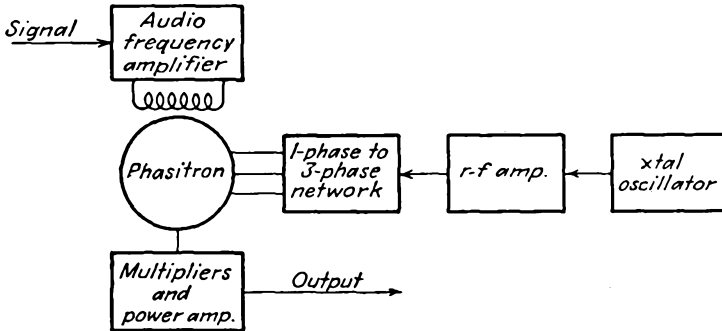 Signal
Audio
frequency
amplifier
Phasitron
1-phase to
3-phase
network
r-f amp.
xtal
oscillator
Multipliers
and
power amp.
Output